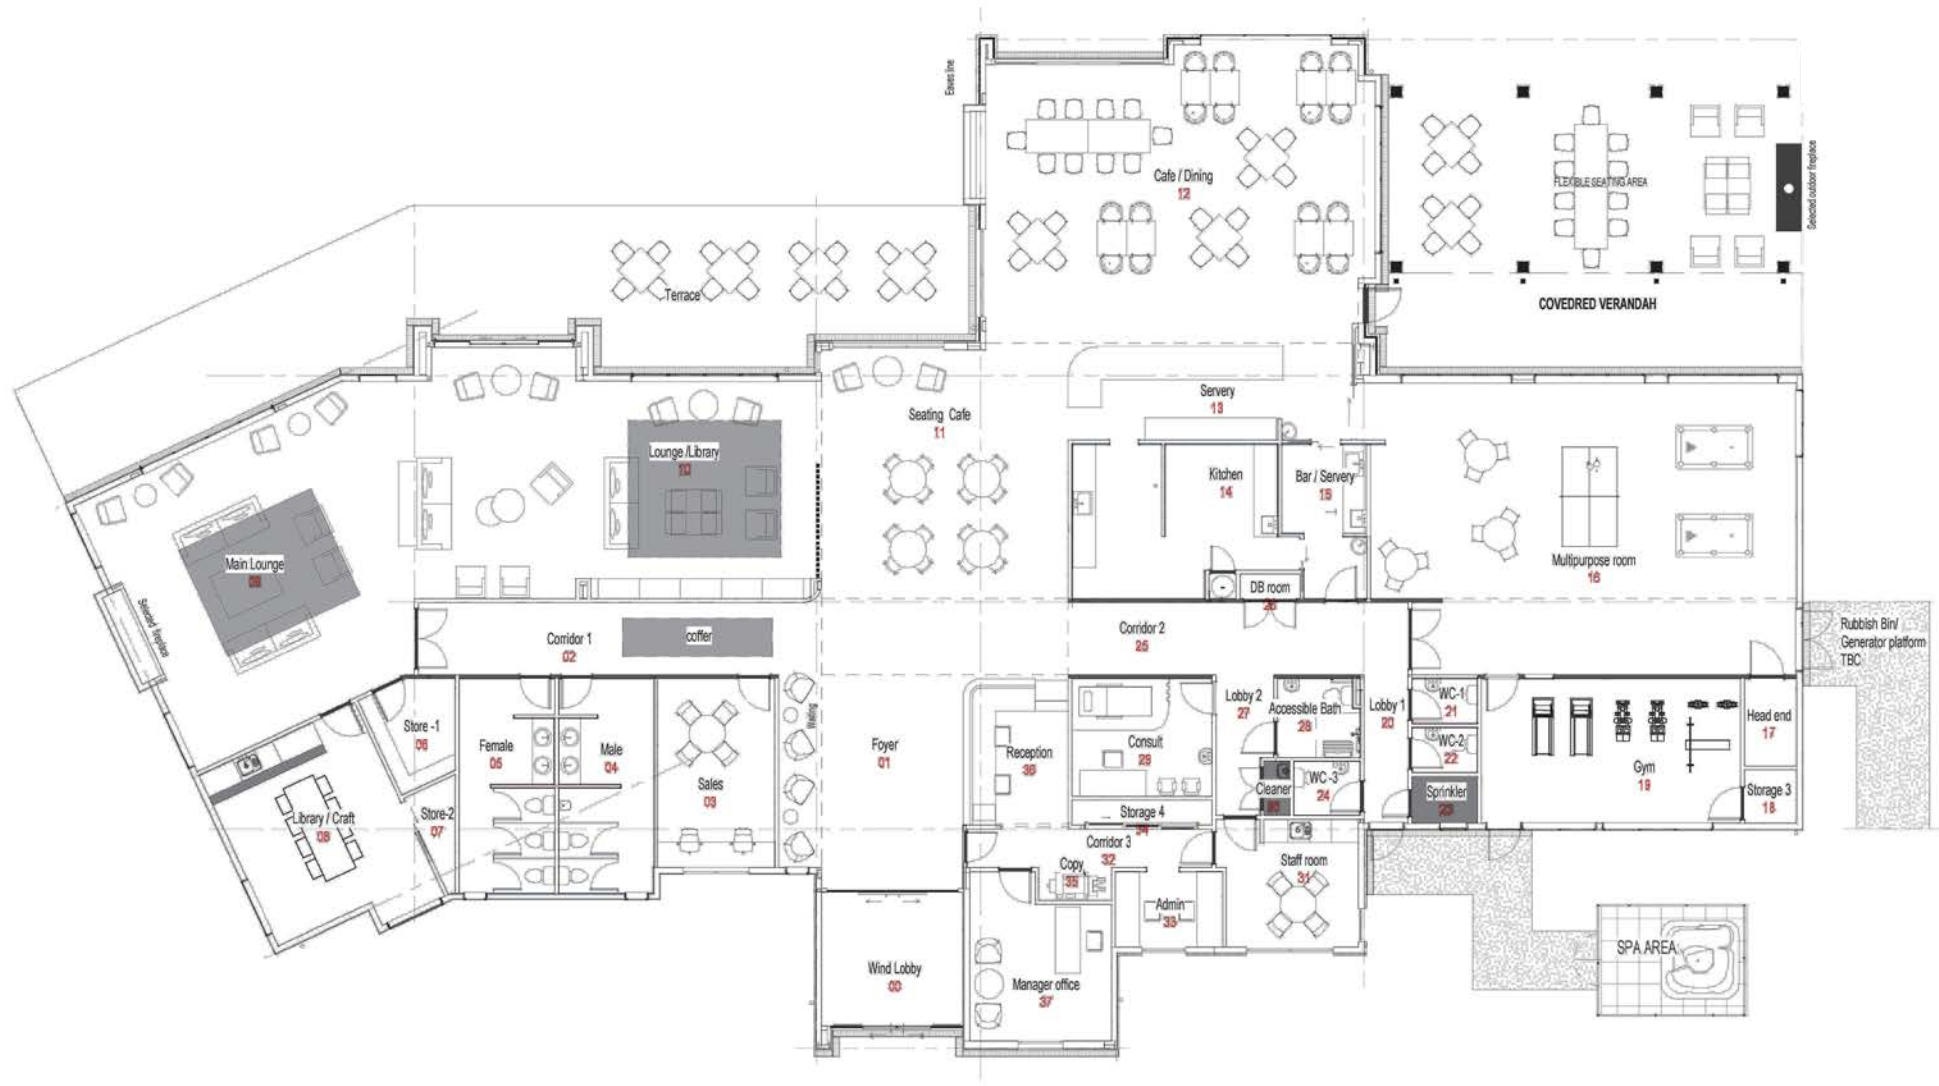 Eaves line
Selected outdoor fireplace
Cafe / Dining
12
FLEXIBLE SEATING AREA
COVEDRED VERANDAH
Terrace
Servery
13
Seating Cafe
11
Lounge /Library
10
Kitchen
14
Bar / Servery
15
Multipurpose room
16
Main Lounge
09
Selected fireplace
DB room
26
Corridor 1
02
coffer
Corridor 2
25
Rubbish Bin/
Generator platform
TBC
Store -1
06
Female
05
Male
04
Sales
03
Waiting
Foyer
01
Reception
36
Consult
29
Lobby 2
27
Accessible Bath
28
Lobby 1
20
WC-1
21
WC-2
22
Head end
17
Gym
19
Storage 3
18
Sprinkler
23
Cleaner
30
WC -3
24
Library / Craft
08
Store-2
07
Storage 4
34
Corridor 3
32
Copy
35
Staff room
31
Admin
33
SPA AREA
Wind Lobby
00
Manager office
37